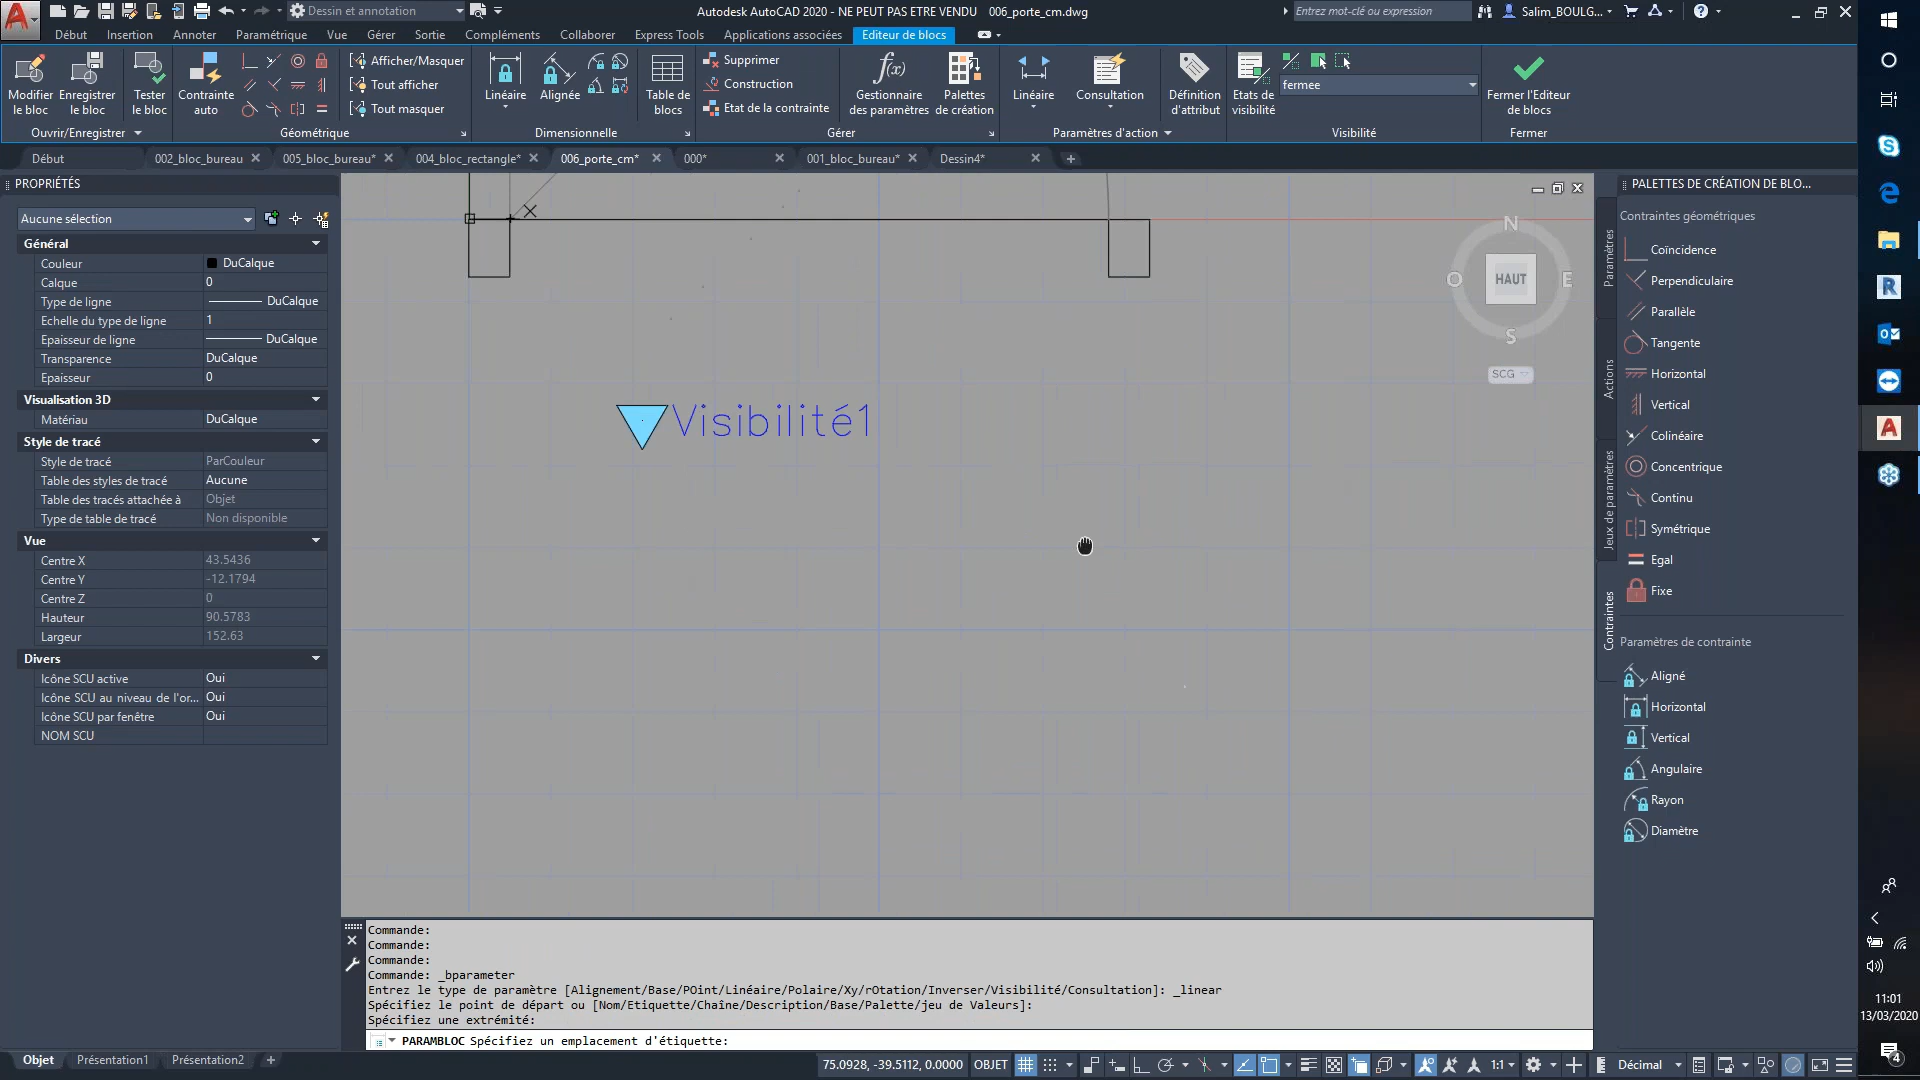 Dessin et annotation
Autodesk AutoCAD 2020 - NE PEUT PAS ETRE VENDU 006_porte_cm.dwg
Entrez mot-clé ou expression
Salim_BOULG...
Début Insertion Annoter Paramétrique Vue Gérer Sortie Compléments Collaborer Express Tools Applications associées Editeur de blocs
Modifier le bloc
Enregistrer le bloc
Tester le bloc
Ouvrir/Enregistrer
Contrainte auto
Afficher/Masquer
Tout afficher
Tout masquer
Géométrique
Linéaire
Alignée
Dimensionnelle
Table de blocs
Supprimer
Construction
Etat de la contrainte
Gestionnaire des paramètres
Palettes de création
Gérer
Linéaire
Consultation
Définition d'attribut
Paramètres d'action
Etats de visibilité
fermee
Visibilité
Fermer l'Editeur de blocs
Fermer
Début 002_bloc_bureau 005_bloc_bureau* 004_bloc_rectangle* 006_porte_cm* 000* 001_bloc_bureau* Dessin4*
PROPRIÉTÉS
Aucune sélection
Général
Couleur DuCalque
Calque 0
Type de ligne DuCalque
Echelle du type de ligne 1
Epaisseur de ligne DuCalque
Transparence DuCalque
Epaisseur 0
Visualisation 3D
Matériau DuCalque
Style de tracé
Style de tracé ParCouleur
Table des styles de tracé Aucune
Table des tracés attachée à Objet
Type de table de tracé Non disponible
Vue
Centre X 43.5436
Centre Y -12.1794
Centre Z 0
Hauteur 90.5783
Largeur 152.63
Divers
Icône SCU active Oui
Icône SCU au niveau de l'or... Oui
Icône SCU par fenêtre Oui
NOM SCU
Visibilité1
N
O HAUT E
S
SCG
PALETTES DE CRÉATION DE BLO...
Paramètres
Actions
Jeux de paramètres
Contraintes
Contraintes géométriques
Coïncidence
Perpendiculaire
Parallèle
Tangente
Horizontal
Vertical
Colinéaire
Concentrique
Continu
Symétrique
Egal
Fixe
Paramètres de contrainte
Aligné
Horizontal
Vertical
Angulaire
Rayon
Diamètre
Commande:
Commande:
Commande:
Commande: _bparameter
Entrez le type de paramètre [Alignement/Base/POint/Linéaire/Polaire/Xy/rOtation/Inverser/Visibilité/Consultation]: _linear
Spécifiez le point de départ ou [Nom/Etiquette/Chaîne/Description/Base/Palette/jeu de Valeurs]:
Spécifiez une extrémité:
PARAMBLOC Spécifiez un emplacement d'étiquette:
Objet Présentation1 Présentation2
75.0928, -39.5112, 0.0000 OBJET 1:1 Décimal
11:01
13/03/2020
4